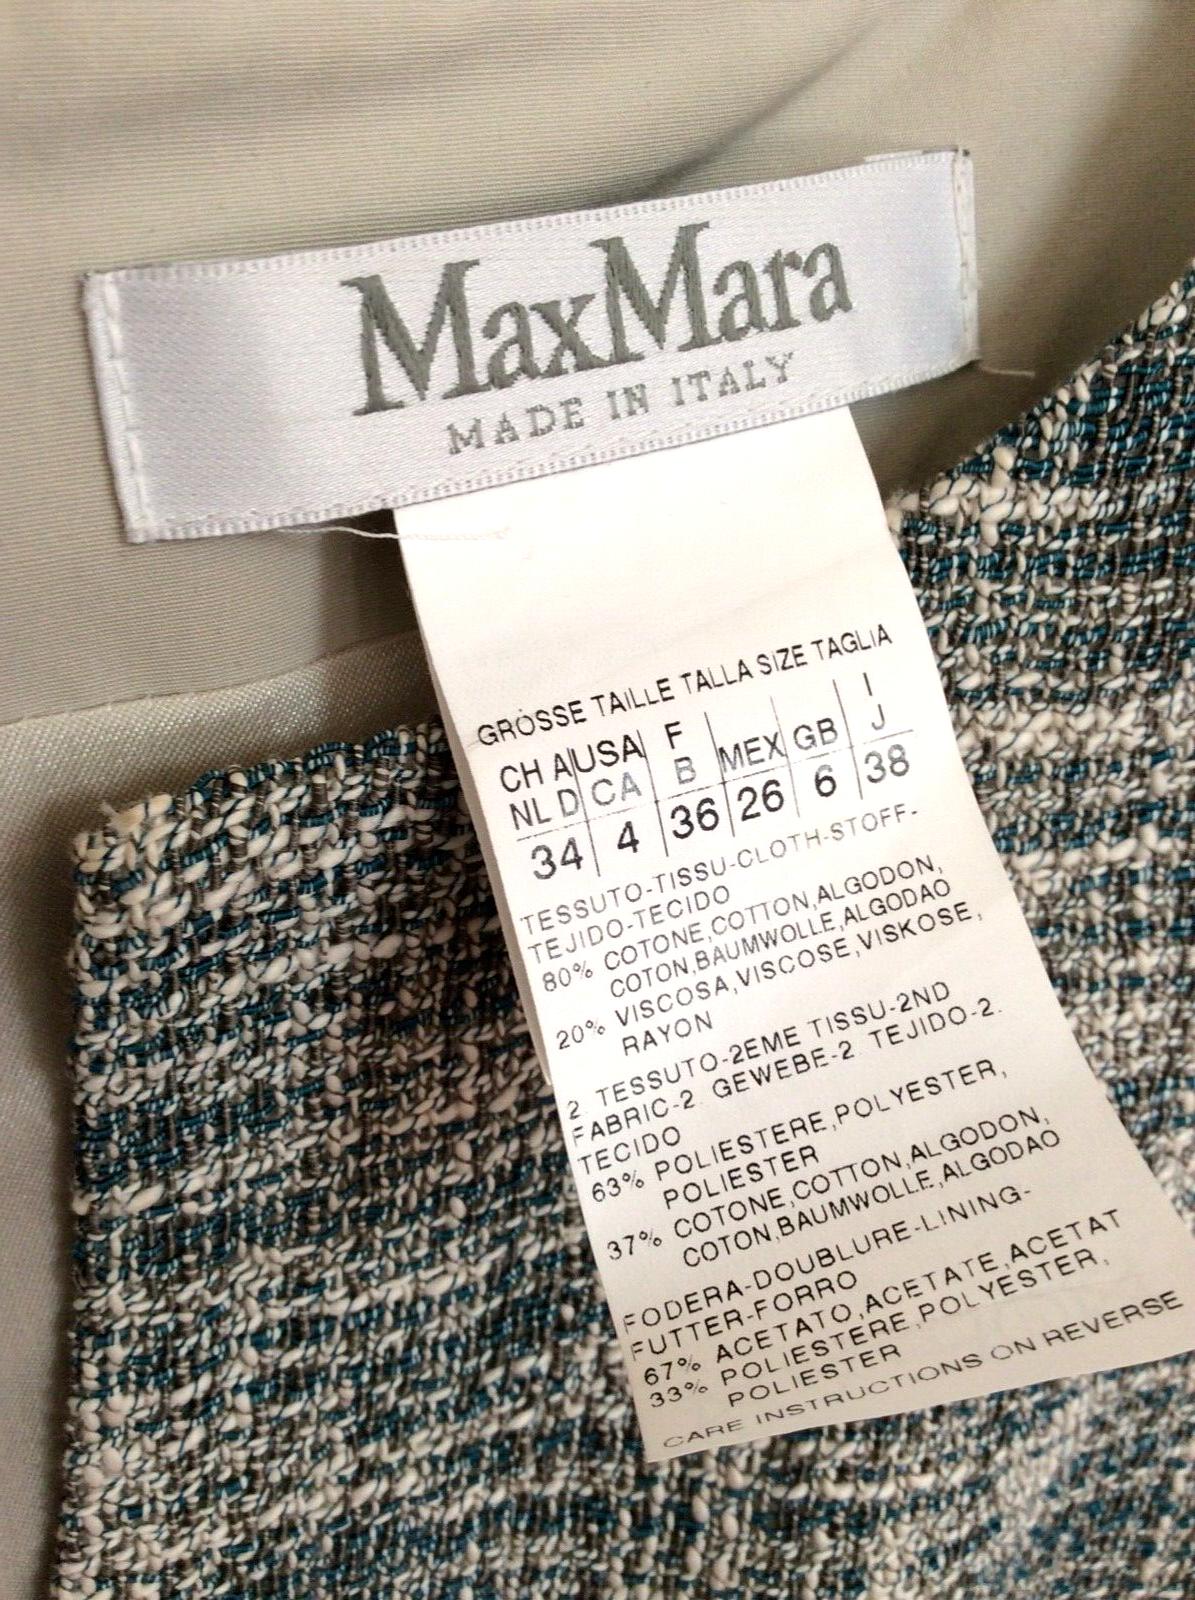 MaxMara
MADE IN ITALY
GRÖSSE TAILLE TALLA SIZE TAGLIA
CH A USA F MEX GB I
NL D CA B J
34 4 36 26 6 38
TESSUTO-TISSU-CLOTH-STOFF-
TEJIDO-TECIDO
80% COTONE,COTTON,ALGODON,
COTON,BAUMWOLLE,ALGODAO
20% VISCOSA,VISCOSE,VISKOSE,
RAYON
2. TESSUTO-2EME TISSU-2ND
FABRIC-2. GEWEBE-2. TEJIDO-2.
TECIDO
63% POLIESTERE,POLYESTER,
POLIESTER
37% COTONE,COTTON,ALGODON,
COTON,BAUMWOLLE,ALGODAO
FODERA-DOUBLURE-LINING-
FUTTER-FORRO
67% ACETATO,ACETATE,ACETAT
33% POLIESTERE,POLYESTER,
POLIESTER
CARE INSTRUCTIONS ON REVERSE